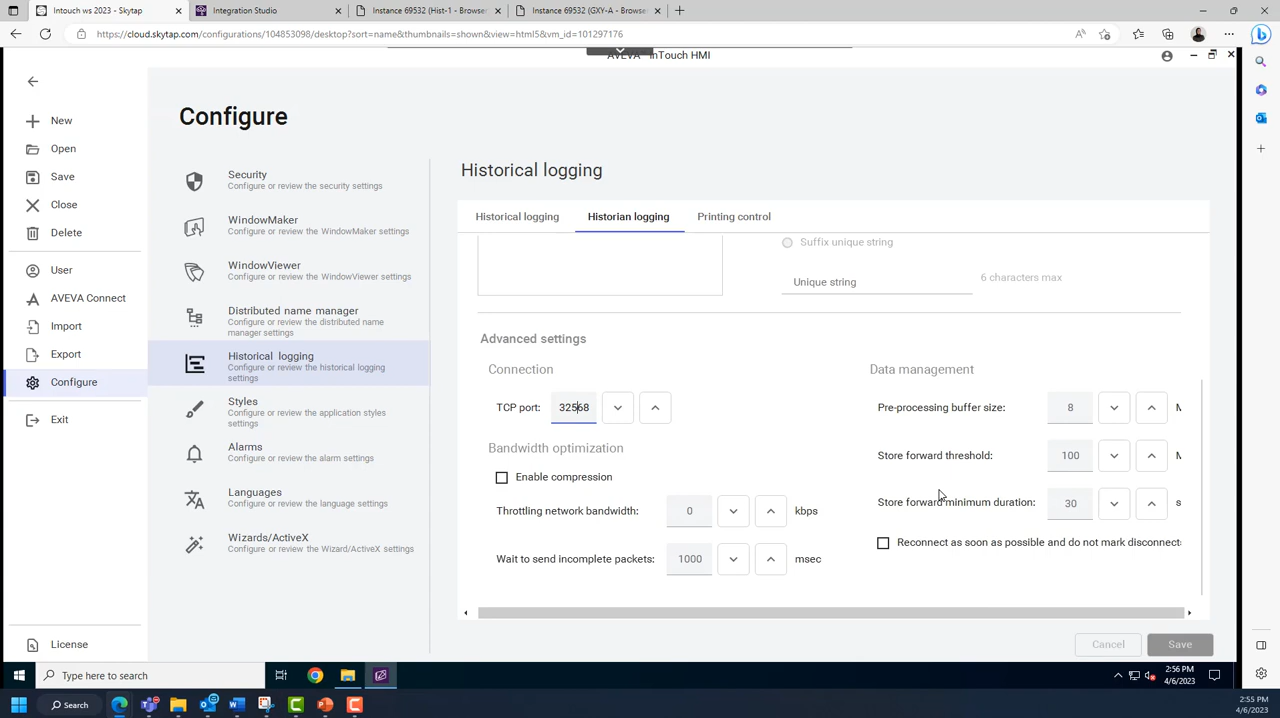 Intouch ws 2023 - Skytap
Integration Studio
Instance 69532 (Hist-1 - Browser
Instance 69532 (GXY-A - Browse
https://cloud.skytap.com/configurations/104853098/desktop?sort=name&thumbnails=shown&view=html5&vm_id=101297176
AVEVA InTouch HMI
New
Open
Save
Close
Delete
User
AVEVA Connect
Import
Export
Configure
Exit
License
Configure
Security
Configure or review the security settings
WindowMaker
Configure or review the WindowMaker settings
WindowViewer
Configure or review the WindowViewer settings
Distributed name manager
Configure or review the distributed name
manager settings
Historical logging
Configure or review the historical logging
settings
Styles
Configure or review the application styles
settings
Alarms
Configure or review the alarm settings
Languages
Configure or review the language settings
Wizards/ActiveX
Configure or review the Wizard/ActiveX settings
Historical logging
Historical logging
Historian logging
Printing control
Suffix unique string
Unique string
6 characters max
Advanced settings
Connection
TCP port: 32568
Bandwidth optimization
Enable compression
Throttling network bandwidth: 0 kbps
Wait to send incomplete packets: 1000 msec
Data management
Pre-processing buffer size: 8 M
Store forward threshold: 100 M
Store forward minimum duration: 30 s
Reconnect as soon as possible and do not mark disconnects
Cancel
Save
Type here to search
2:56 PM
4/6/2023
Search
2:55 PM
4/6/2023